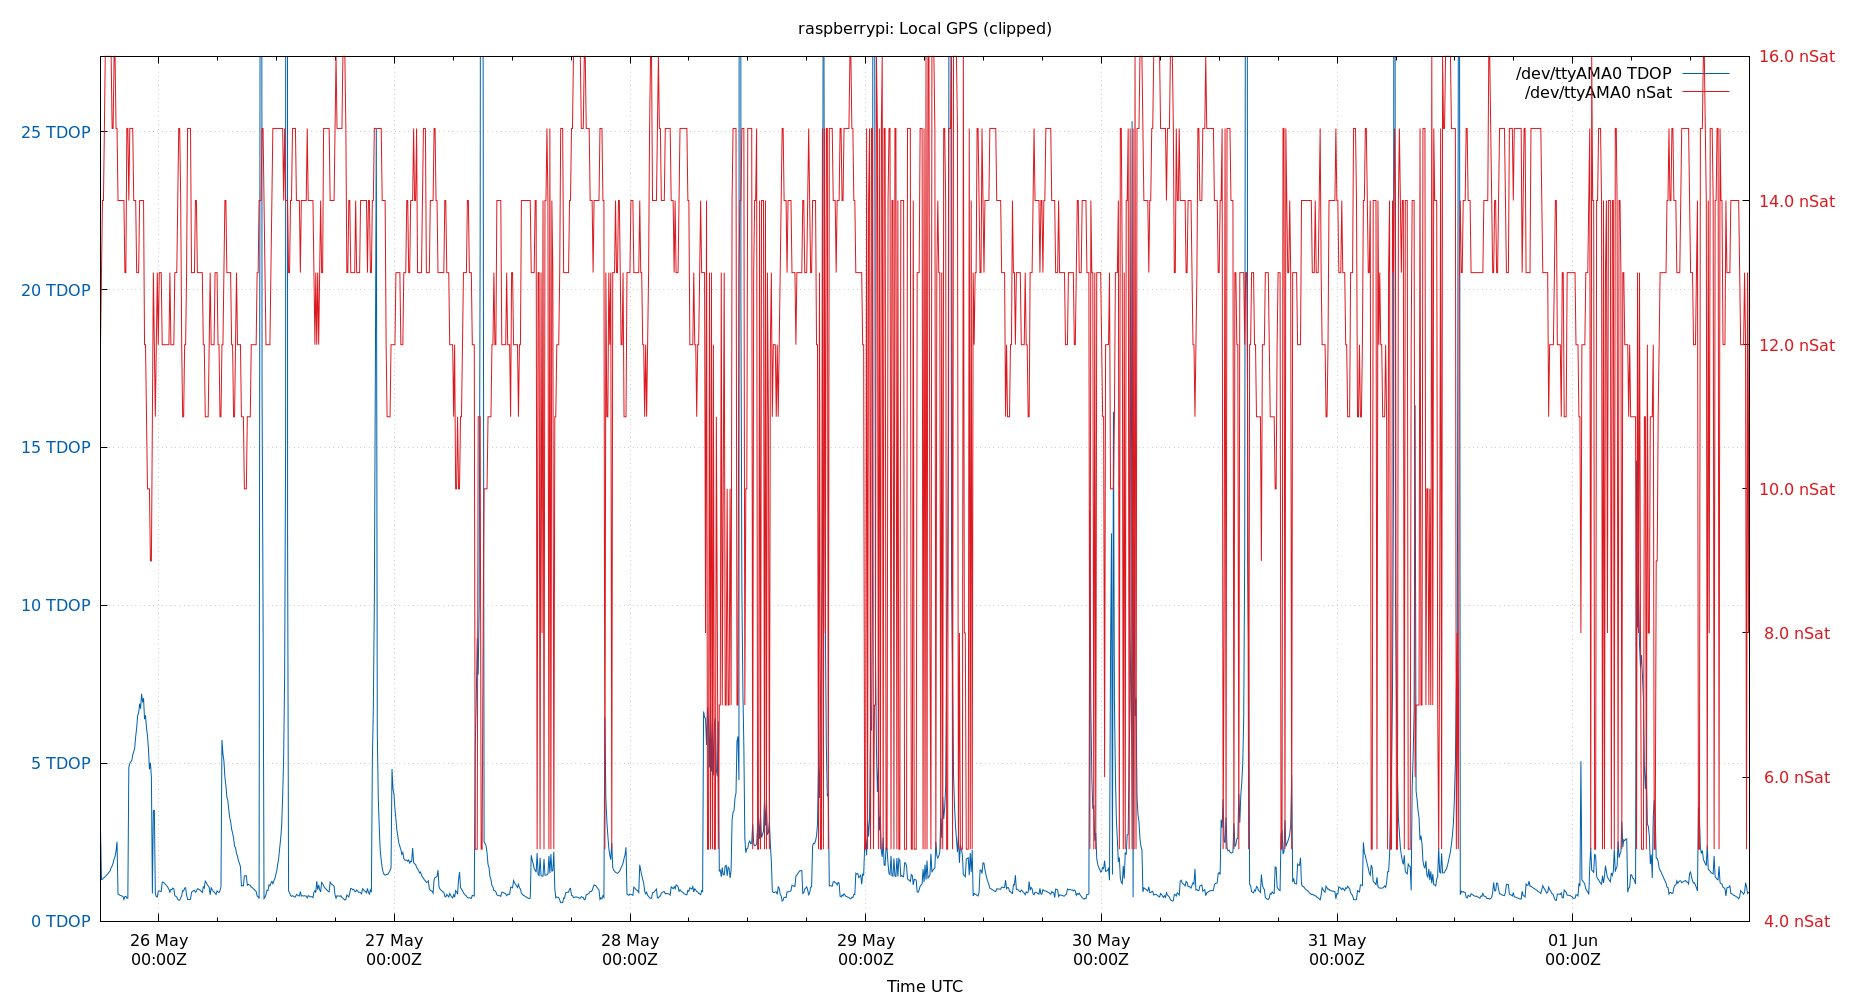 raspberrypi: Local GPS (clipped)
/dev/ttyAMA0 TDOP
/dev/ttyAMA0 nSat
25 TDOP
20 TDOP
15 TDOP
10 TDOP
5 TDOP
0 TDOP
16.0 nSat
14.0 nSat
12.0 nSat
10.0 nSat
8.0 nSat
6.0 nSat
4.0 nSat
26 May
00:00Z
27 May
00:00Z
28 May
00:00Z
29 May
00:00Z
30 May
00:00Z
31 May
00:00Z
01 Jun
00:00Z
Time UTC